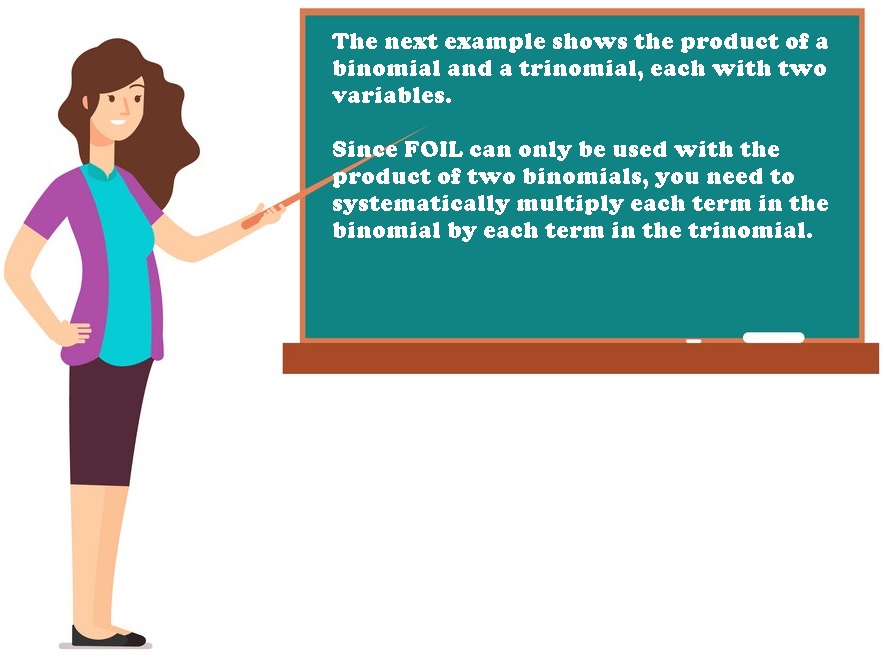 The next example shows the product of a
binomial and a trinomial, each with two
variables.
Since FOIL can only be used with the
product of two binomials, you need to
systematically multiply each term in the
binomial by each term in the trinomial.